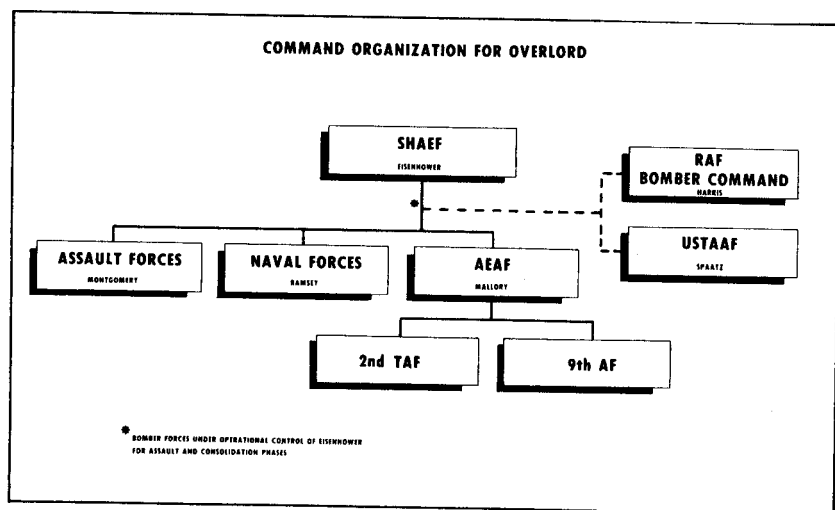 COMMAND ORGANIZATION FOR OVERLORD
SHAEF
EISENHOWER
RAF
BOMBER COMMAND
HARRIS
*
USTAAF
SPAATZ
ASSAULT FORCES
MONTGOMERY
NAVAL FORCES
RAMSEY
AEAF
MALLORY
2nd TAF
9th AF
* BOMBER FORCES UNDER OPERATIONAL CONTROL OF EISENHOWER
FOR ASSAULT AND CONSOLIDATION PHASES